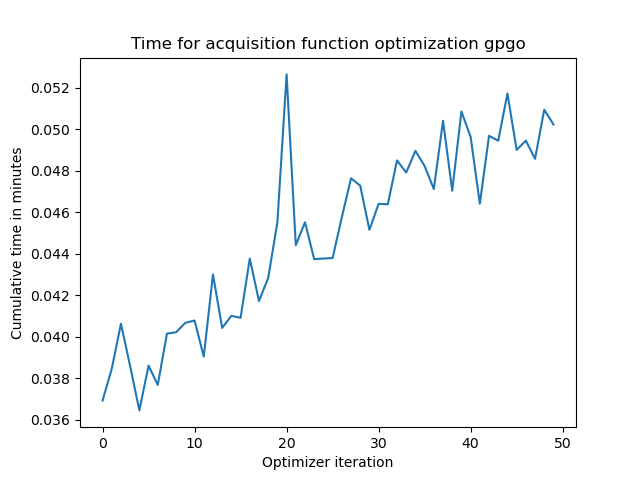 Time for acquisition function optimization gpgo
Cumulative time in minutes
0.052
0.050
0.048
0.046
0.044
0.042
0.040
0.038
0.036
0 10 20 30 40 50
Optimizer iteration